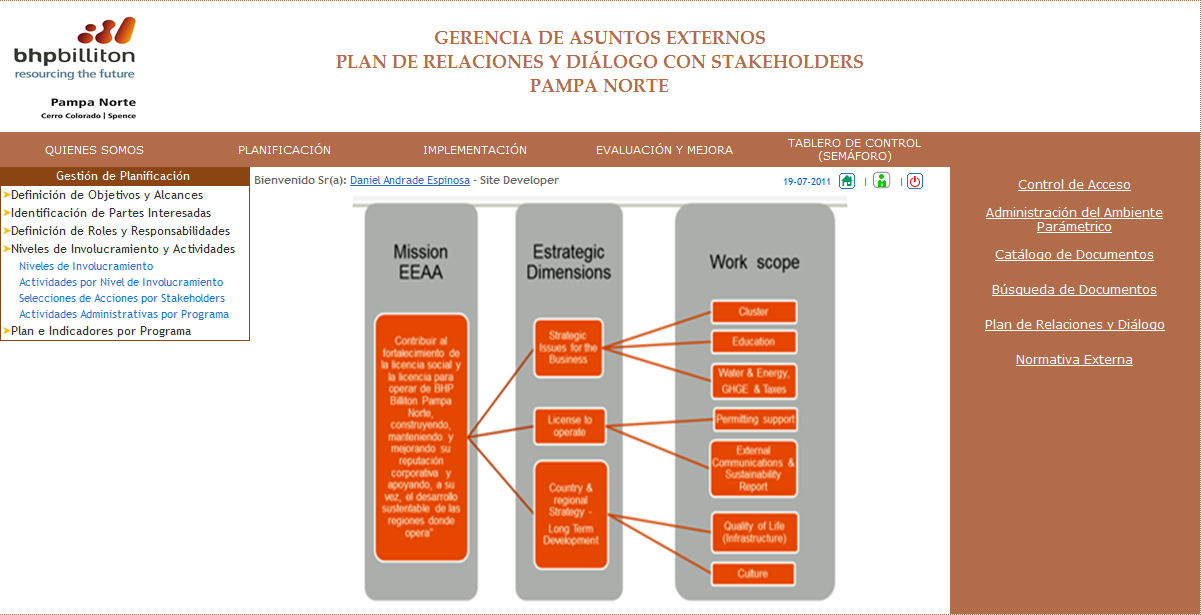 bhpbilliton
resourcing the future
Pampa Norte
Cerro Colorado | Spence
GERENCIA DE ASUNTOS EXTERNOS
PLAN DE RELACIONES Y DIÁLOGO CON STAKEHOLDERS
PAMPA NORTE
QUIENES SOMOS
PLANIFICACIÓN
IMPLEMENTACIÓN
EVALUACIÓN Y MEJORA
TABLERO DE CONTROL
(SEMÁFORO)
Gestión de Planificación
Definición de Objetivos y Alcances
Identificación de Partes Interesadas
Definición de Roles y Responsabilidades
Niveles de Involucramiento y Actividades
Niveles de Involucramiento
Actividades por Nivel de Involucramiento
Selecciones de Acciones por Stakeholders
Actividades Administrativas por Programa
Plan e Indicadores por Programa
Bienvenido Sr(a): Daniel Andrade Espinosa - Site Developer
19-07-2011 | |
Mission
EEAA
Contribuir al
fortalecimiento de
la licencia social y
la licencia para
operar de BHP
Billiton Pampa
Norte,
construyendo,
manteniendo y
mejorando su
reputación
corporativa y
apoyando, a su
vez, el desarrollo
sustentable de las
regiones donde
opera"
Estrategic
Dimensions
Strategic
Issues for the
Business
License to
operate
Country &
regional
Strategy -
Long Term
Development
Work scope
Cluster
Education
Water & Energy,
GHGE & Taxes
Permitting support
External
Communications &
Sustainability
Report
Quality of Life
(Infrastructure)
Culture
Control de Acceso
Administración del Ambiente
Parámetrico
Catálogo de Documentos
Búsqueda de Documentos
Plan de Relaciones y Diálogo
Normativa Externa